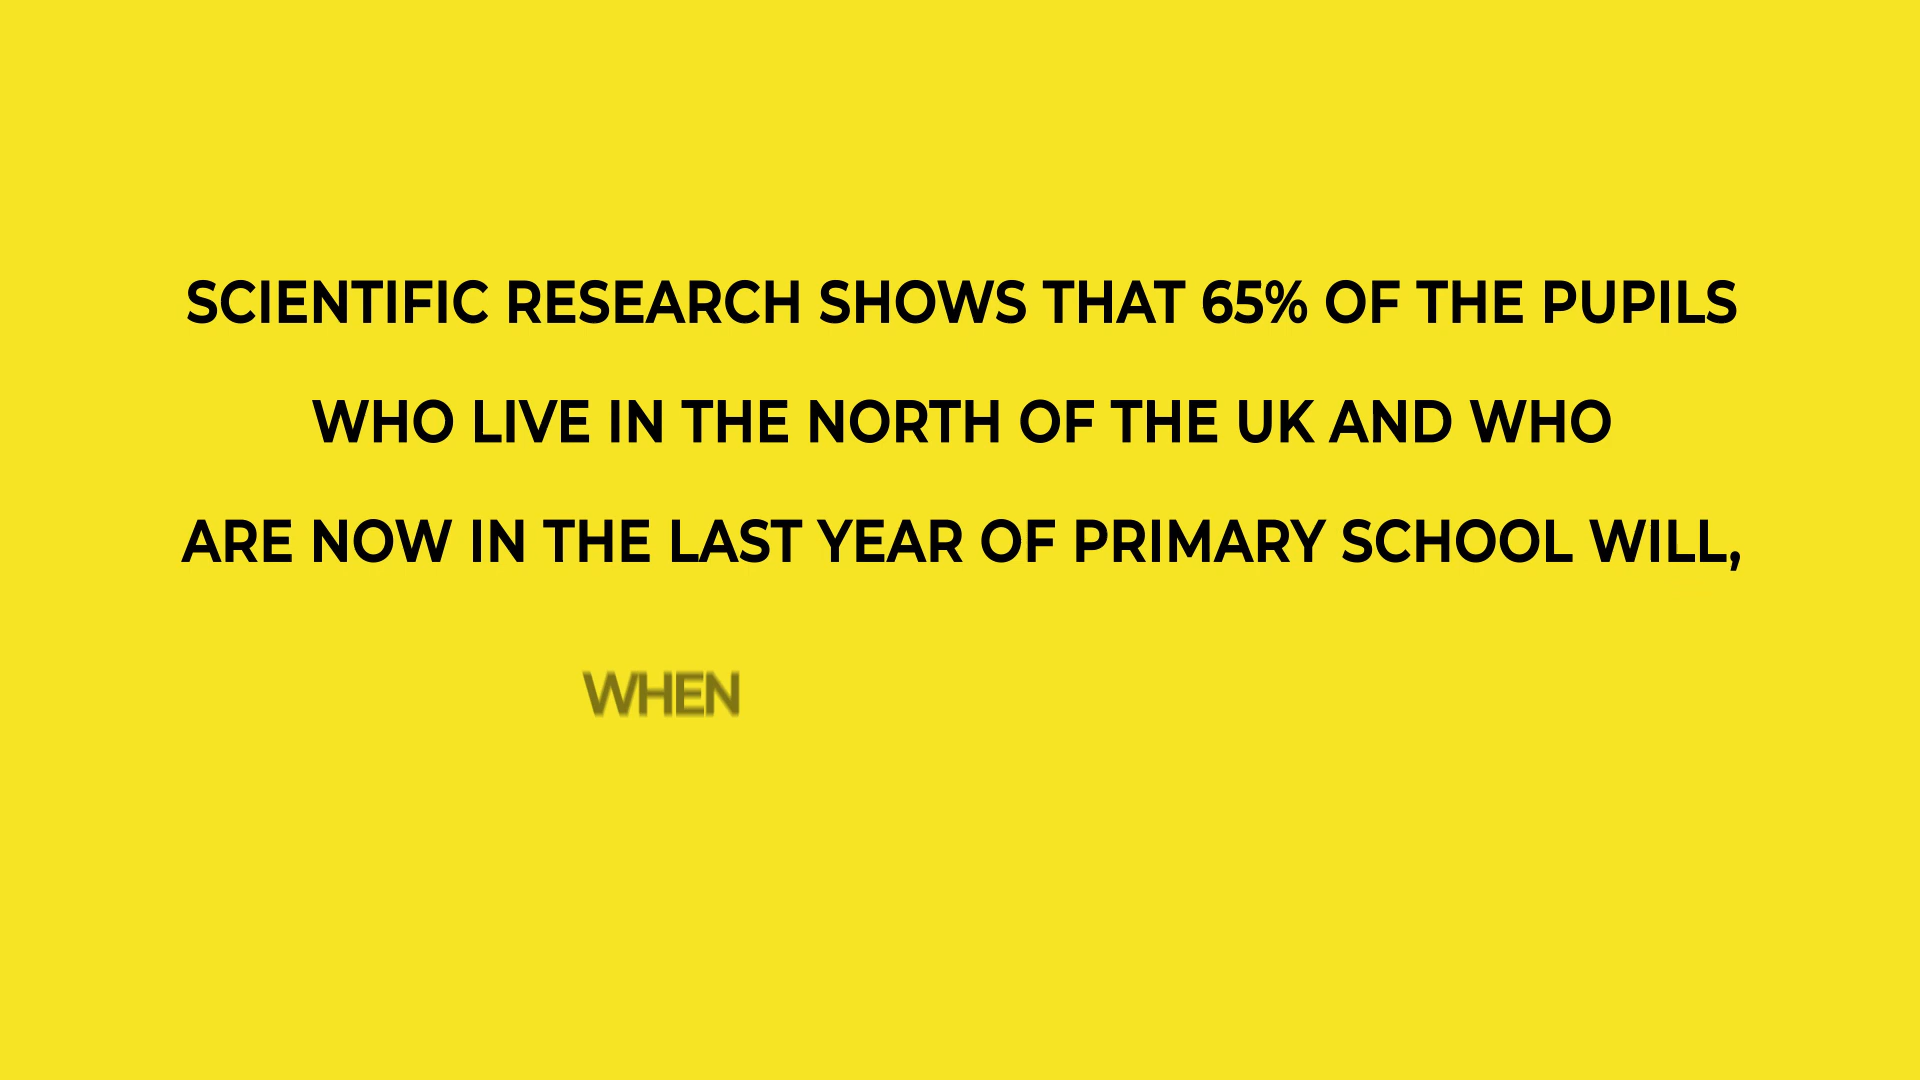 SCIENTIFIC RESEARCH SHOWS THAT 65% OF THE PUPILS
WHO LIVE IN THE NORTH OF THE UK AND WHO
ARE NOW IN THE LAST YEAR OF PRIMARY SCHOOL WILL,
WHEN